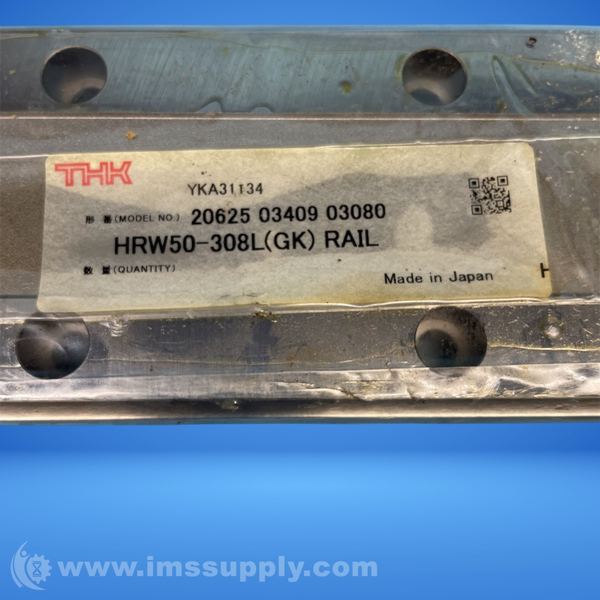 THK
YKA31134
形 番(MODEL NO.) 20625 03409 03080
HRW50-308L(GK) RAIL
数 量(QUANTITY)
Made in Japan
H
www.imssupply.com